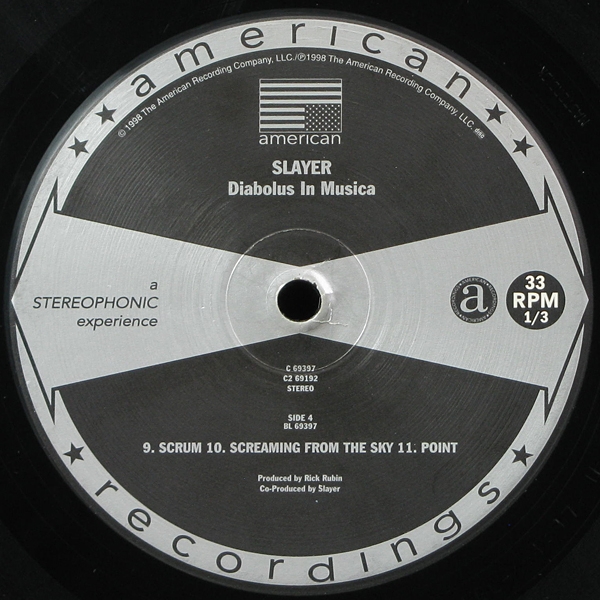 american
© 1998 The American Recording Company, LLC./℗1998 The American Recording Company, LLC.
american
SLAYER
Diabolus In Musica
a
STEREOPHONIC
experience
a
33
RPM
1/3
C 69397
C2 69192
STEREO
SIDE 4
BL 69397
9. SCRUM 10. SCREAMING FROM THE SKY 11. POINT
Produced by Rick Rubin
Co-Produced by Slayer
recordings